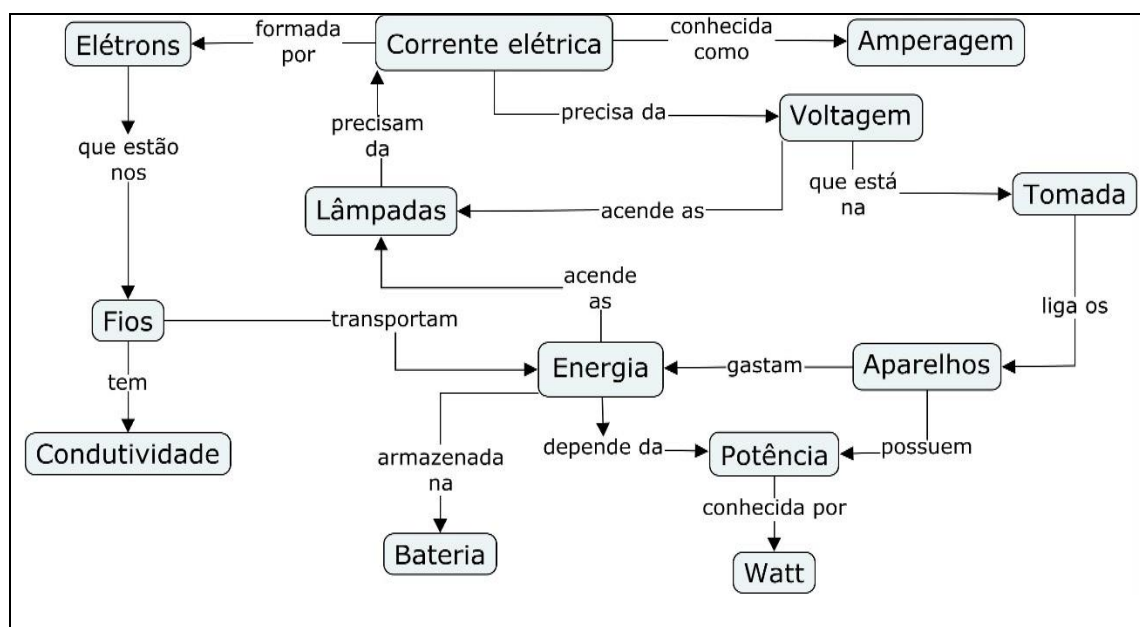 Elétrons
formada
por
Corrente elétrica
conhecida
como
Amperagem
que estão
nos
precisam
da
precisa da
Voltagem
Lâmpadas
acende as
que está
na
Tomada
acende
as
Fios
transportam
liga os
tem
Energia
gastam
Aparelhos
Condutividade
armazenada
na
depende da
Potência
possuem
conhecida por
Bateria
Watt